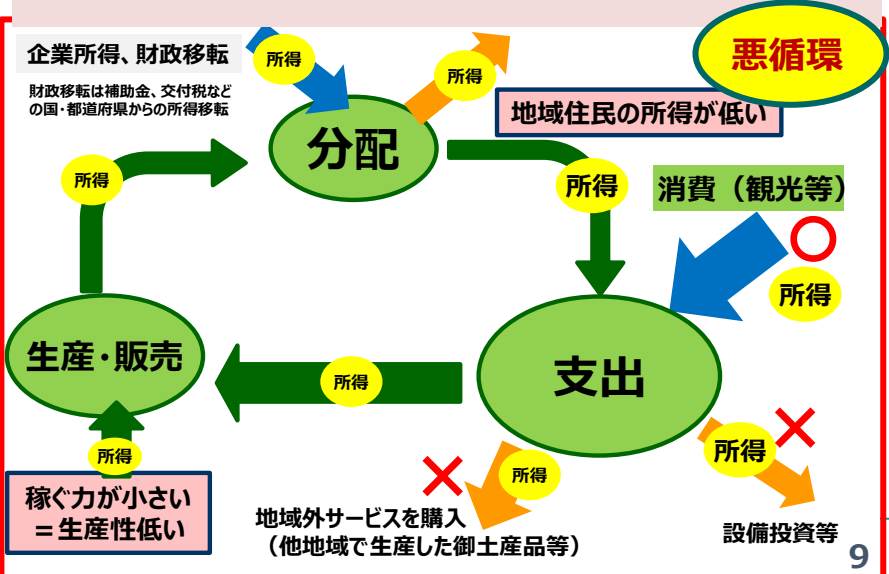 企業所得、財政移転
財政移転は補助金、交付税など
の国・都道府県からの所得移転
所得
所得
悪循環
地域住民の所得が低い
分配
所得
所得
消費（観光等）
所得
生産・販売
所得
支出
所得
稼ぐ力が小さい
＝生産性低い
所得
地域外サービスを購入
（他地域で生産した御土産品等）
所得
設備投資等
9